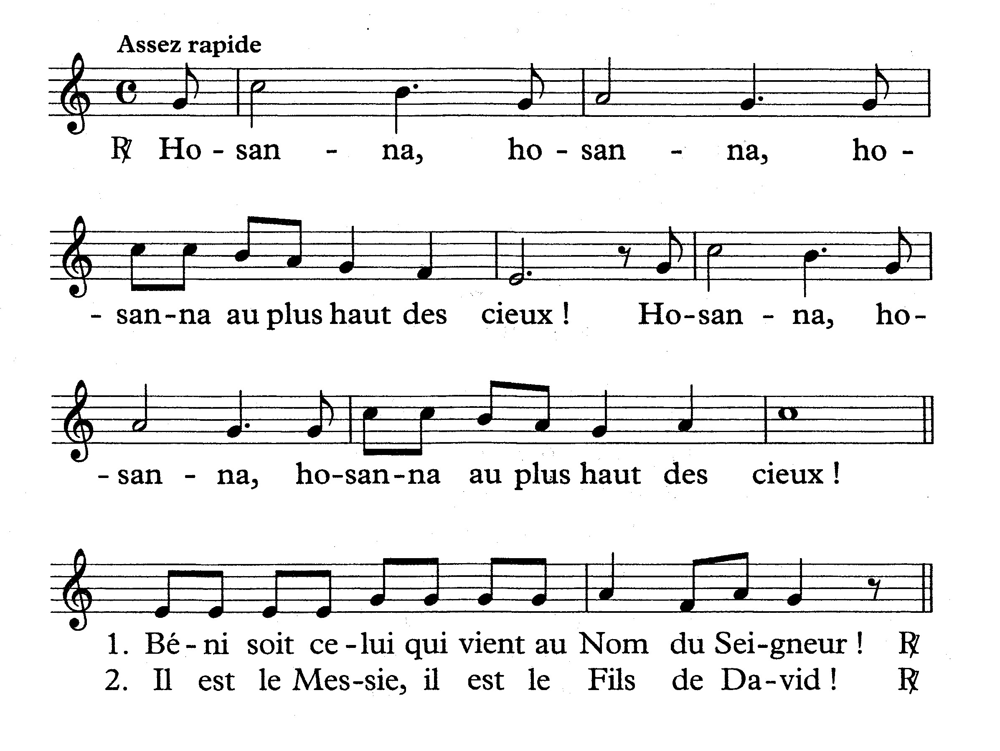 Assez rapide
℟ Ho - san - na, ho - san - na, ho -
- san-na au plus haut des cieux ! Ho-san - na, ho-
- san - na, ho-san-na au plus haut des cieux !
1. Bé-ni soit ce-lui qui vient au Nom du Sei-gneur ! ℟
2. Il est le Mes-sie, il est le Fils de Da-vid ! ℟